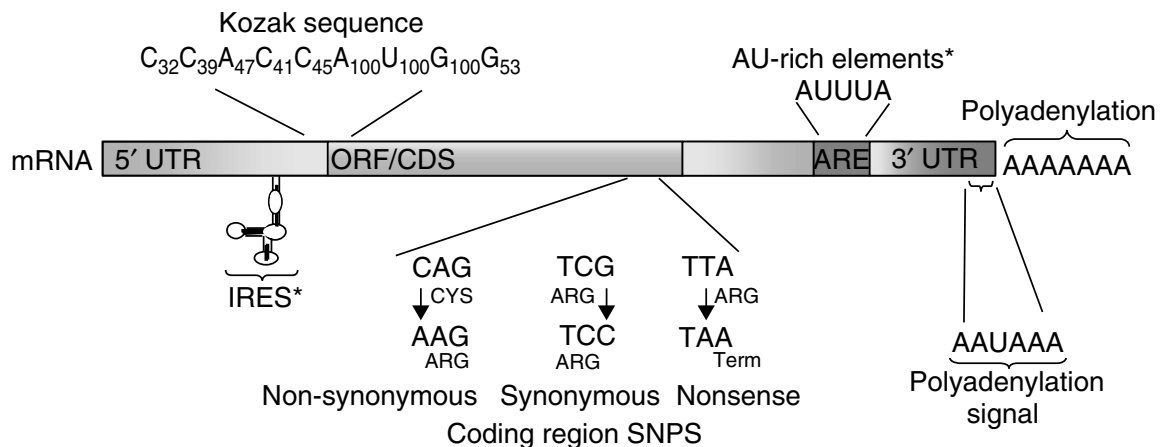 Kozak sequence
C32C39A47C41C45A100U100G100G53
AU-rich elements*
AUUUA
Polyadenylation
mRNA 5′ UTR ORF/CDS ARE 3′ UTR AAAAAAA
IRES*
CAG TCG TTA
CYS ARG ARG
AAG TCC TAA
ARG ARG Term
Non-synonymous Synonymous Nonsense
Coding region SNPS
AAUAAA
Polyadenylation
signal